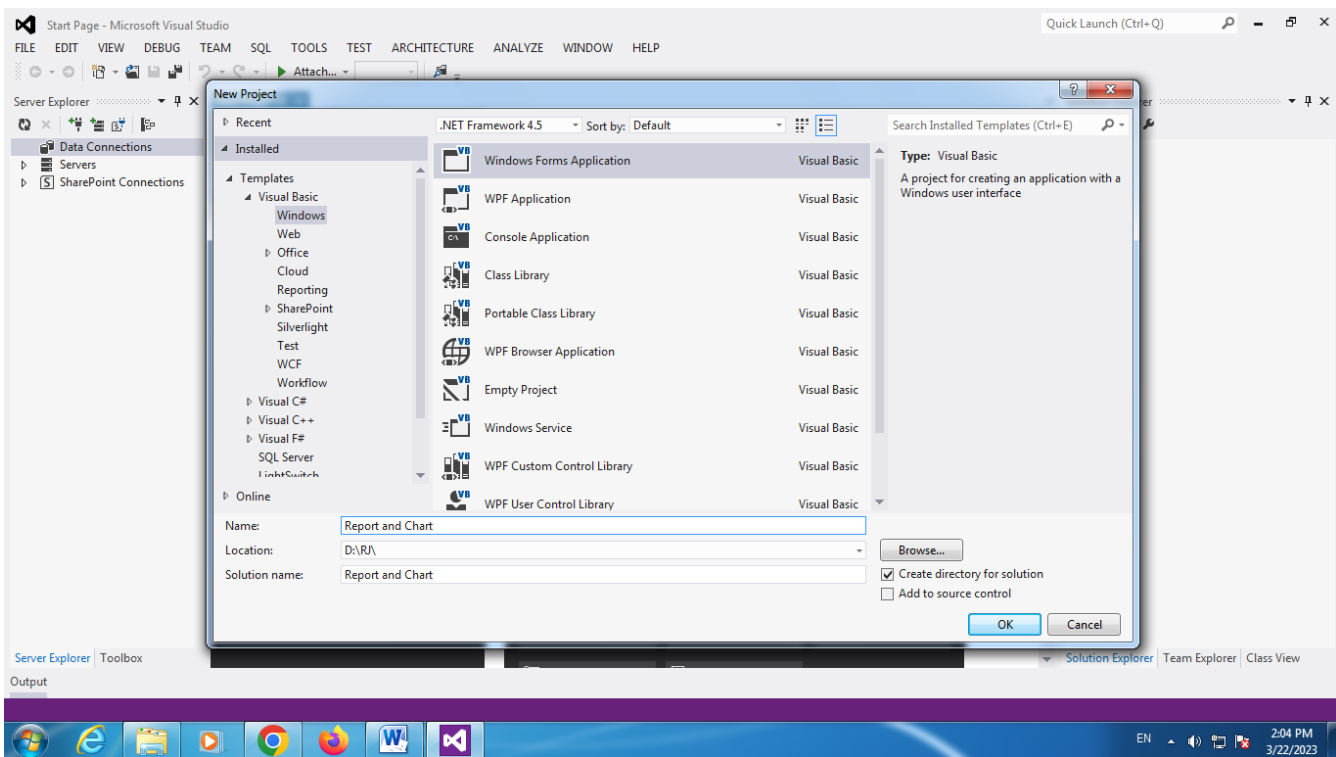 Start Page - Microsoft Visual Studio
Quick Launch (Ctrl+Q)
FILE EDIT VIEW DEBUG TEAM SQL TOOLS TEST ARCHITECTURE ANALYZE WINDOW HELP
Attach...
Server Explorer
Data Connections
Servers
SharePoint Connections
New Project
Recent
Installed
Templates
Visual Basic
Windows
Web
Office
Cloud
Reporting
SharePoint
Silverlight
Test
WCF
Workflow
Visual C#
Visual C++
Visual F#
SQL Server
LightSwitch
Online
.NET Framework 4.5 Sort by: Default
Windows Forms Application Visual Basic
WPF Application Visual Basic
Console Application Visual Basic
Class Library Visual Basic
Portable Class Library Visual Basic
WPF Browser Application Visual Basic
Empty Project Visual Basic
Windows Service Visual Basic
WPF Custom Control Library Visual Basic
WPF User Control Library Visual Basic
Search Installed Templates (Ctrl+E)
Type: Visual Basic
A project for creating an application with a
Windows user interface
Name: Report and Chart
Location: D:\RJ\
Solution name: Report and Chart
Browse...
Create directory for solution
Add to source control
OK Cancel
Server Explorer Toolbox
Solution Explorer Team Explorer Class View
Output
EN
2:04 PM
3/22/2023